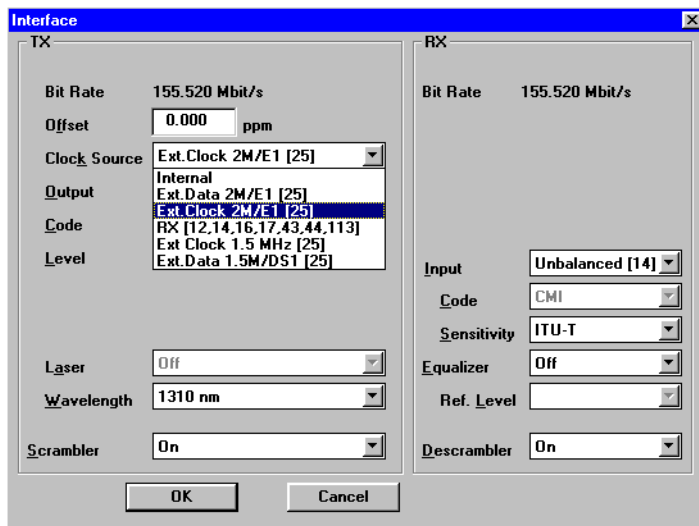 Interface
TX
Bit Rate 155.520 Mbit/s
Offset 0.000 ppm
Clock Source Ext.Clock 2M/E1 [25]
Internal
Ext.Data 2M/E1 [25]
Ext.Clock 2M/E1 [25]
RX [12,14,16,17,43,44,113]
Ext Clock 1.5 MHz [25]
Ext.Data 1.5M/DS1 [25]
Output
Code
Level
Laser Off
Wavelength 1310 nm
Scrambler On
RX
Bit Rate 155.520 Mbit/s
Input Unbalanced [14]
Code CMI
Sensitivity ITU-T
Equalizer Off
Ref. Level
Descrambler On
OK
Cancel